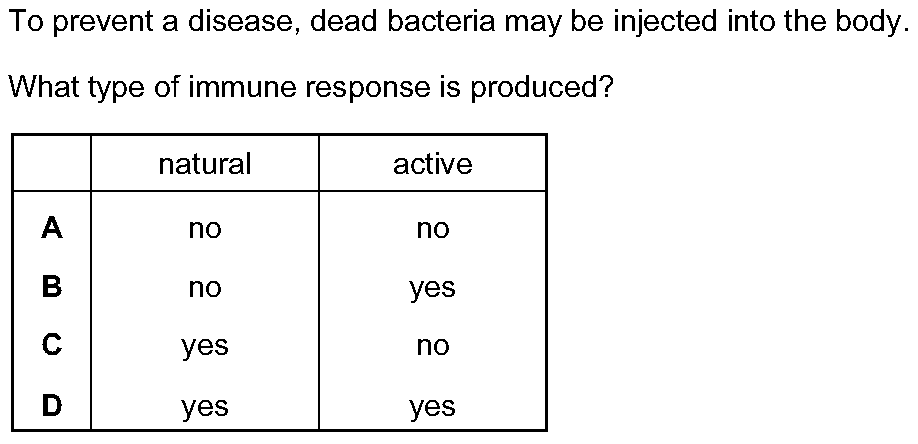 To prevent a disease, dead bacteria may be injected into the body.
What type of immune response is produced?
natural active
A no no
B no yes
C yes no
D yes yes